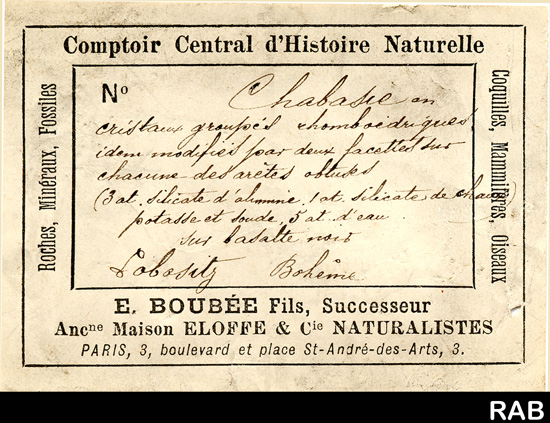 Comptoir Central d'Histoire Naturelle
Roches, Minéraux, Fossiles
No
Chabasie en
cristaux groupés rhomboédriques
idem modifiés par deux facettes sur
chacune des arêtes obtuses
(3 at. silicate d'alumine, 1 at. silicate de chaux
potasse et soude, 5 at. d'eau
sur basalte noir
Lobositz Bohême
Coquilles, Mammifères, Oiseaux
E. BOUBÉE Fils, Successeur
Ancne Maison ELOFFE & Cie NATURALISTES
PARIS, 3, boulevard et place St-André-des-Arts, 3.
RAB